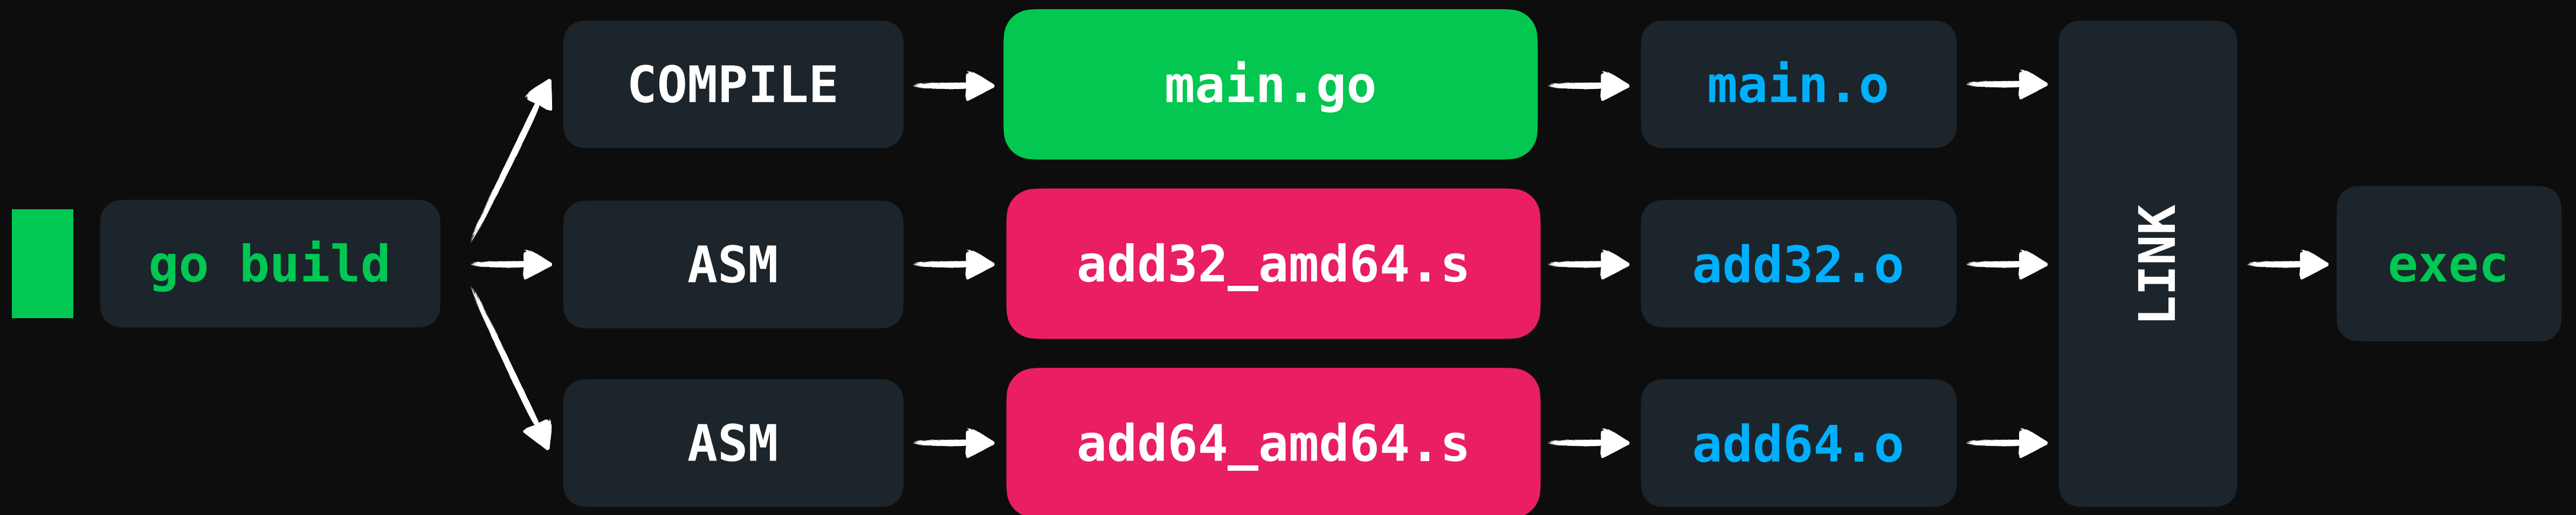 COMPILE
main.go
main.o
go build
ASM
add32_amd64.s
add32.o
LINK
exec
ASM
add64_amd64.s
add64.o